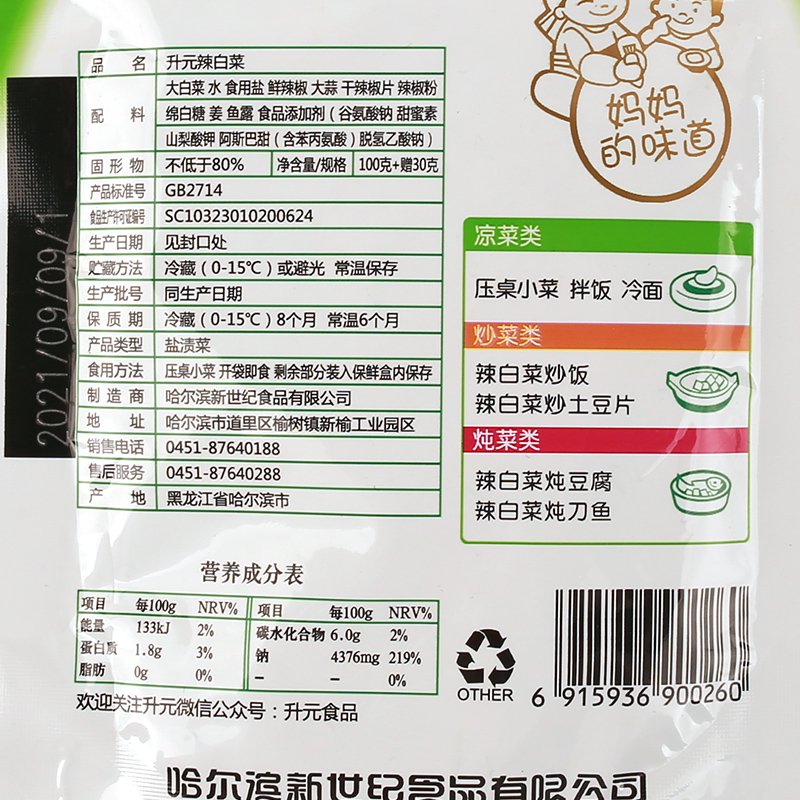 妈妈
的味道
品 名 升元辣白菜
配 料 大白菜 水 食用盐 鲜辣椒 大蒜 干辣椒片 辣椒粉
绵白糖 姜 鱼露 食品添加剂（谷氨酸钠 甜蜜素
山梨酸钾 阿斯巴甜（含苯丙氨酸）脱氢乙酸钠）
固形物 不低于80% 净含量/规格 100克+赠30克
产品标准号 GB2714
食品生产许可证编号 SC10323010200624
生产日期 见封口处
贮藏方法 冷藏（0-15℃）或避光 常温保存
生产批号 同生产日期
保质期 冷藏（0-15℃）8个月 常温6个月
产品类型 盐渍菜
食用方法 压桌小菜 开袋即食 剩余部分装入保鲜盒内保存
制造商 哈尔滨新世纪食品有限公司
地 址 哈尔滨市道里区榆树镇新榆工业园区
销售电话 0451-87640188
售后服务 0451-87640288
产 地 黑龙江省哈尔滨市
2021/09/09/1
凉菜类
压桌小菜 拌饭 冷面
炒菜类
辣白菜炒饭
辣白菜炒土豆片
炖菜类
辣白菜炖豆腐
辣白菜炖刀鱼
营养成分表
项目 每100g NRV% 项目 每100g NRV%
能量 133kJ 2% 碳水化合物 6.0g 2%
蛋白质 1.8g 3% 钠 4376mg 219%
脂肪 0g 0% – – 0%
欢迎关注升元微信公众号：升元食品
OTHER
6 915936 900260
哈尔滨新世纪食品有限公司